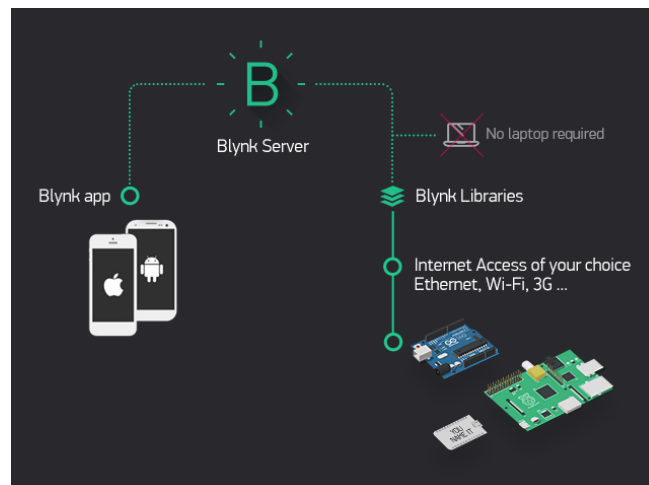 B
Blynk Server
No laptop required
Blynk app
Blynk Libraries
Internet Access of your choice
Ethernet, Wi-Fi, 3G ...
YOU
NAME IT